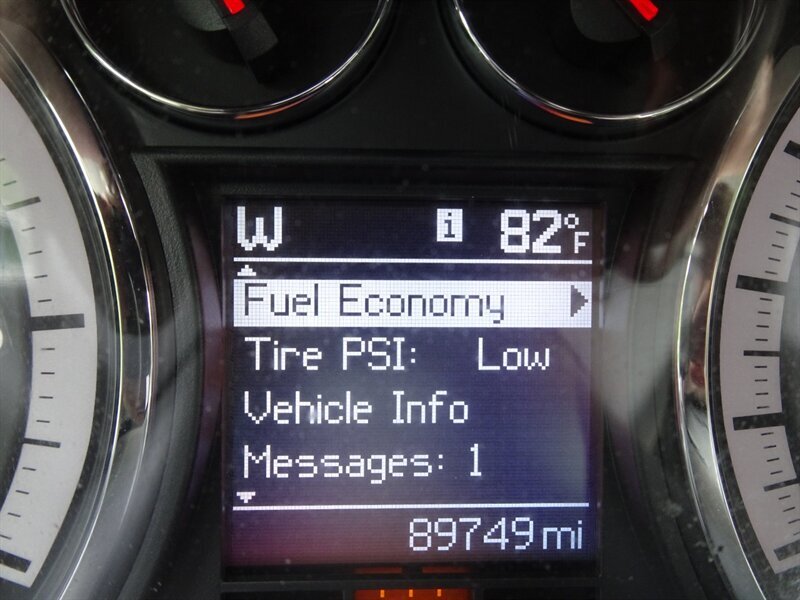 W i 82°F
Fuel Economy
Tire PSI: Low
Vehicle Info
Messages: 1
89749 mi